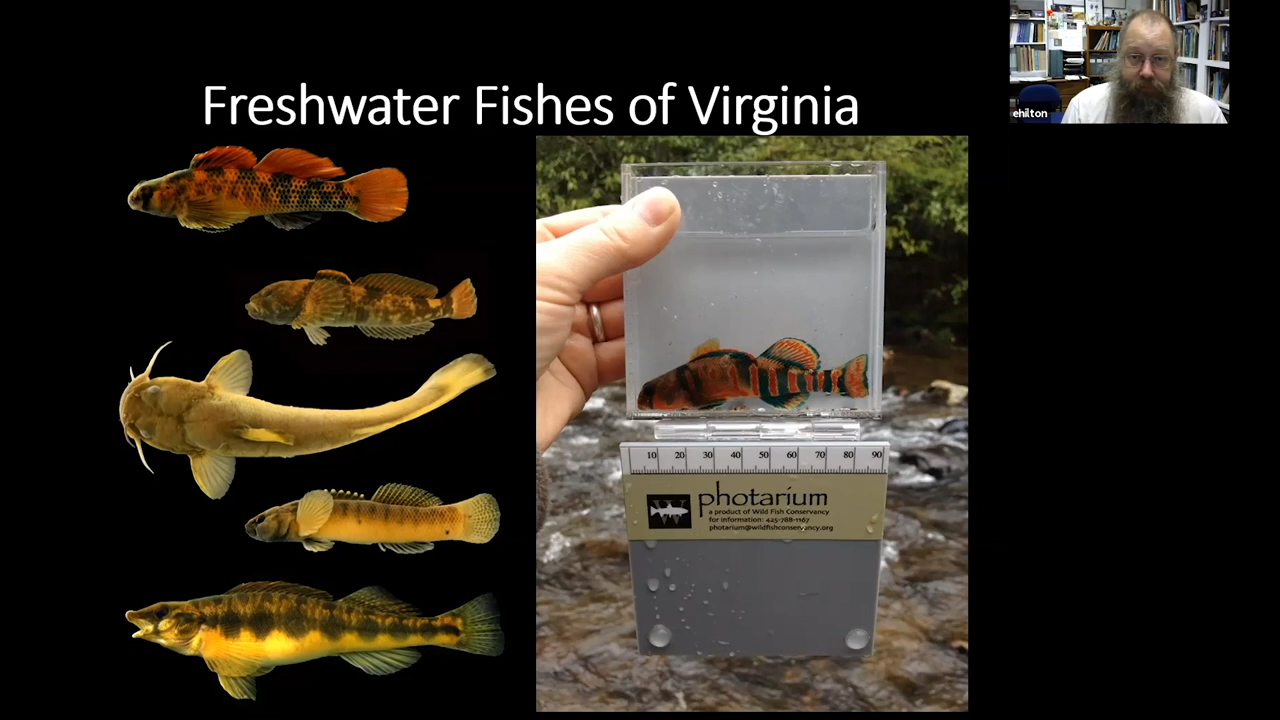 Freshwater Fishes of Virginia
ehilton
10 20 30 40 50 60 70 80 90
photarium
a product of Wild Fish Conservancy
for information: 425-788-1167
photarium@wildfishconservancy.org